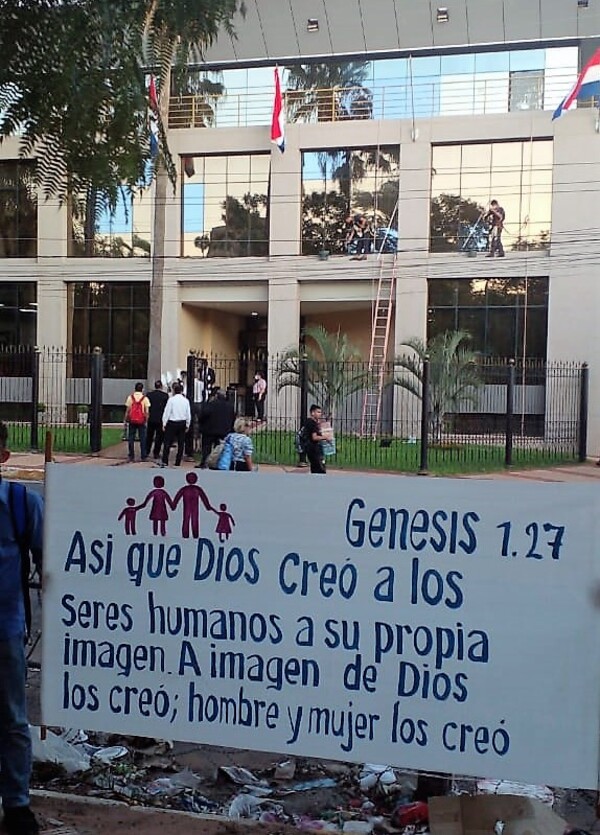 Genesis 1.27
Asi que Dios creó a los
seres humanos a su propia
imagen. A imagen de Dios
los creó; hombre y mujer los creó